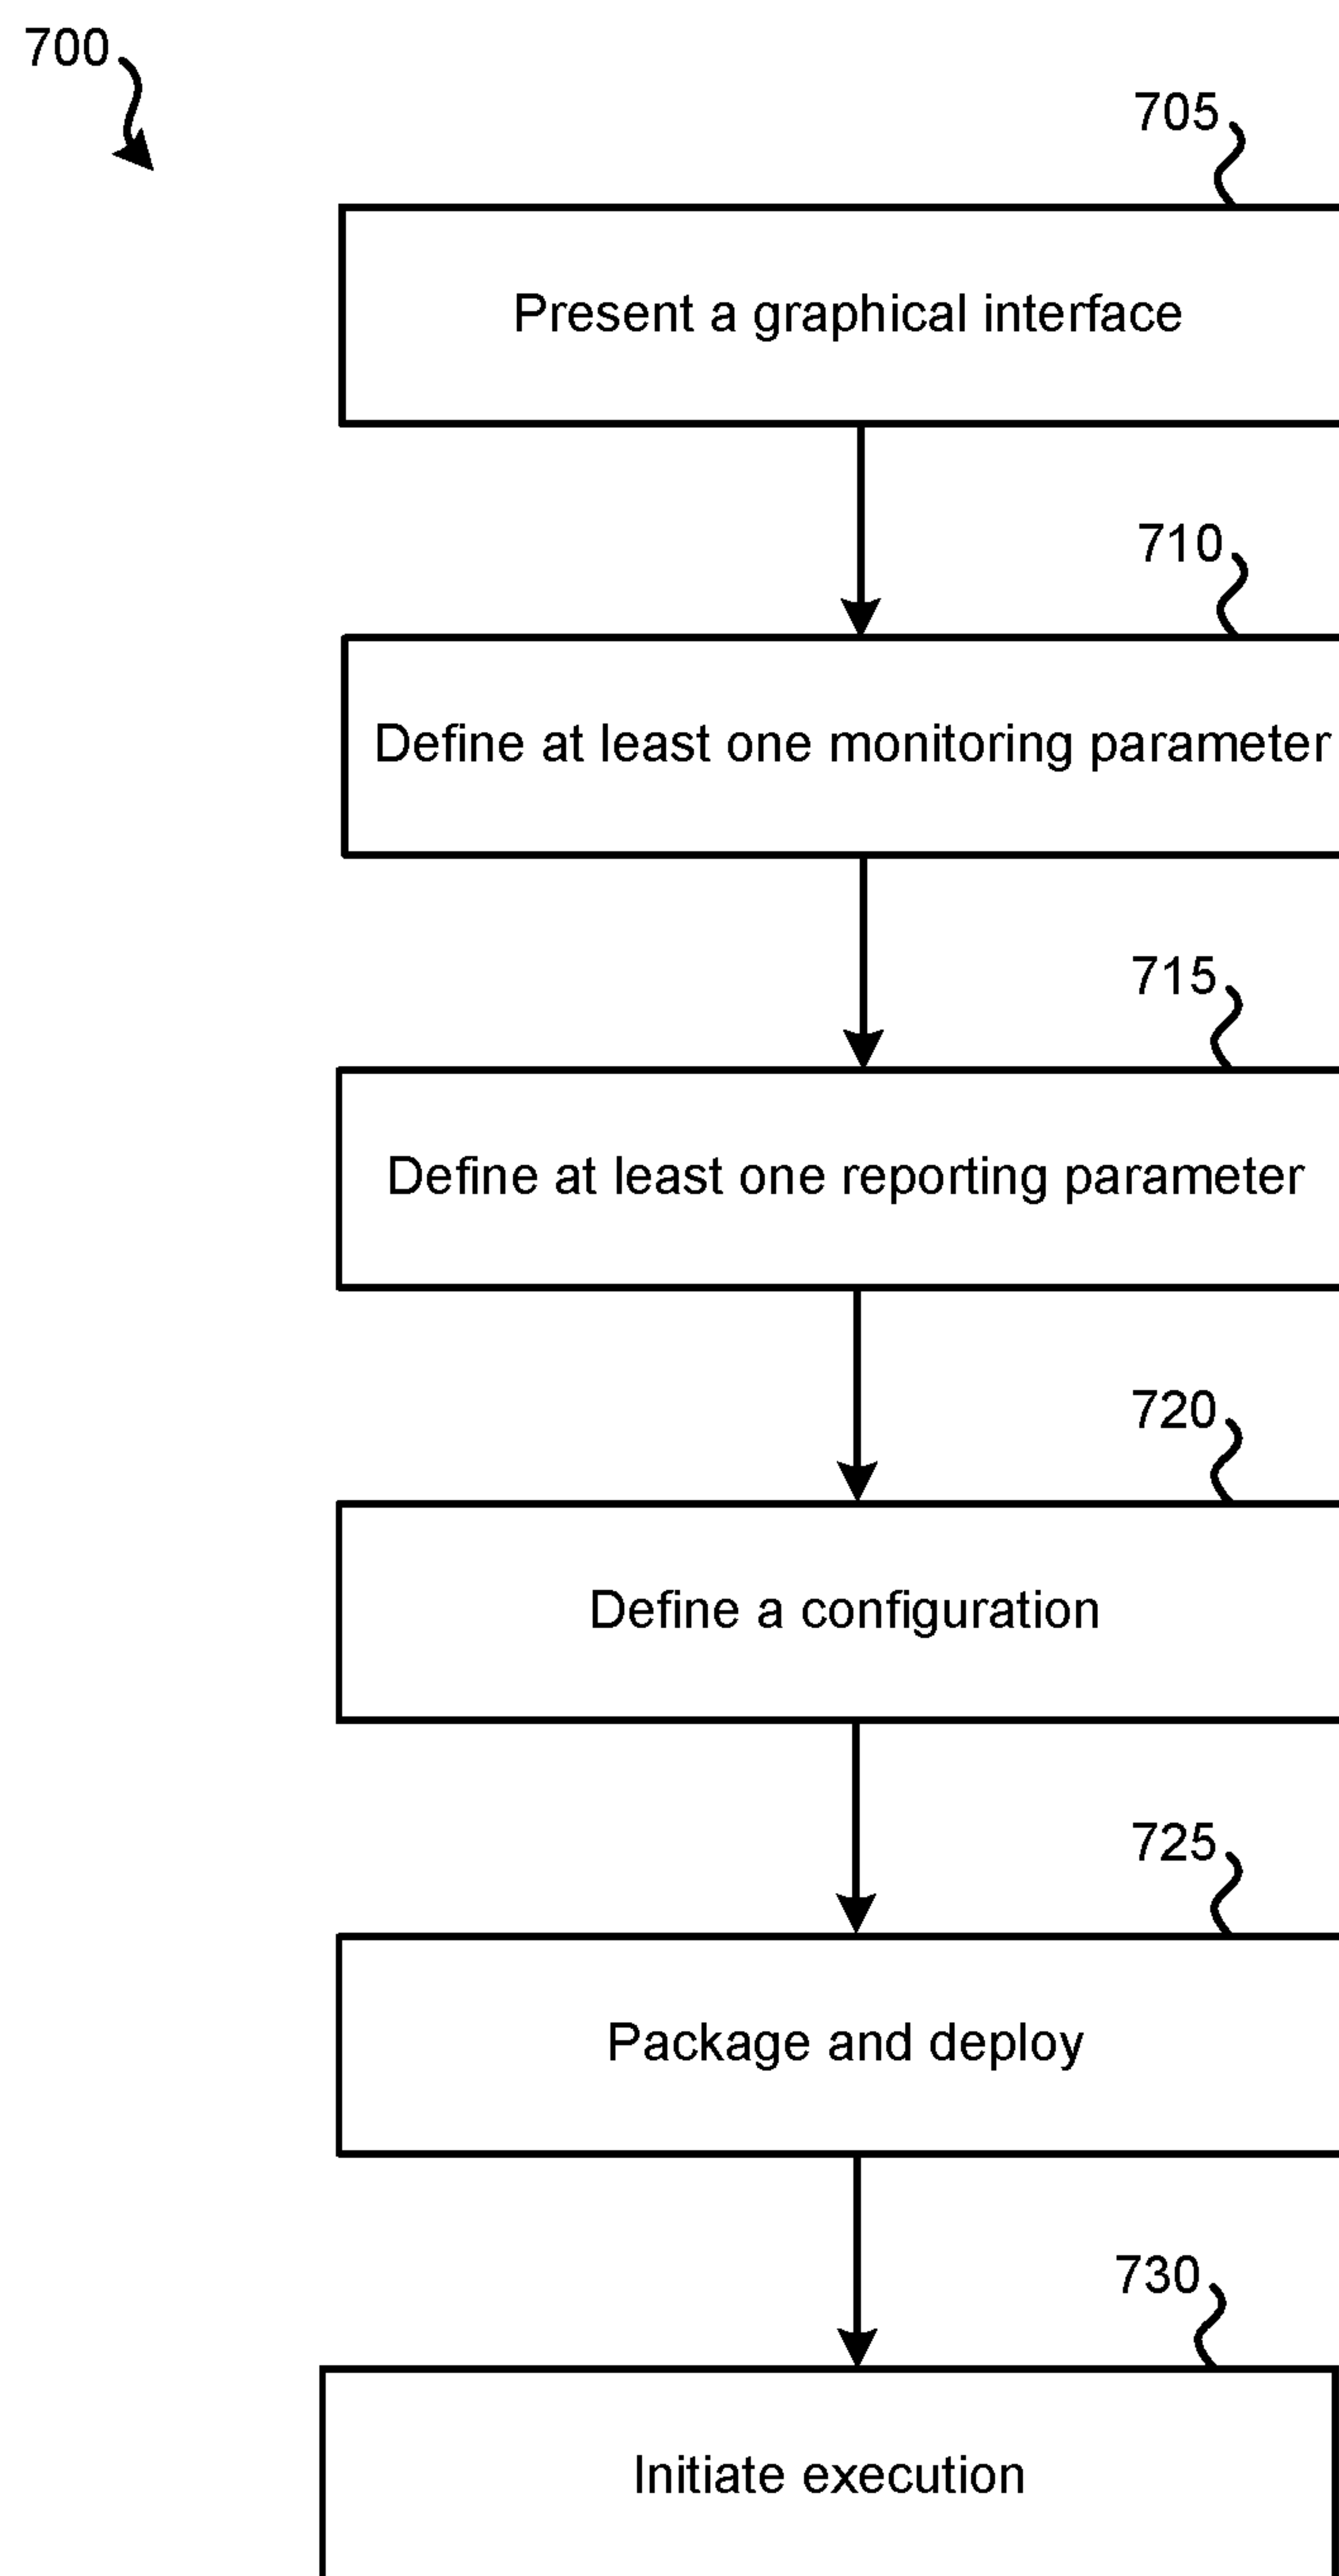 700
705
Present a graphical interface
710
Define at least one monitoring parameter
715
Define at least one reporting parameter
720
Define a configuration
725
Package and deploy
730
Initiate execution